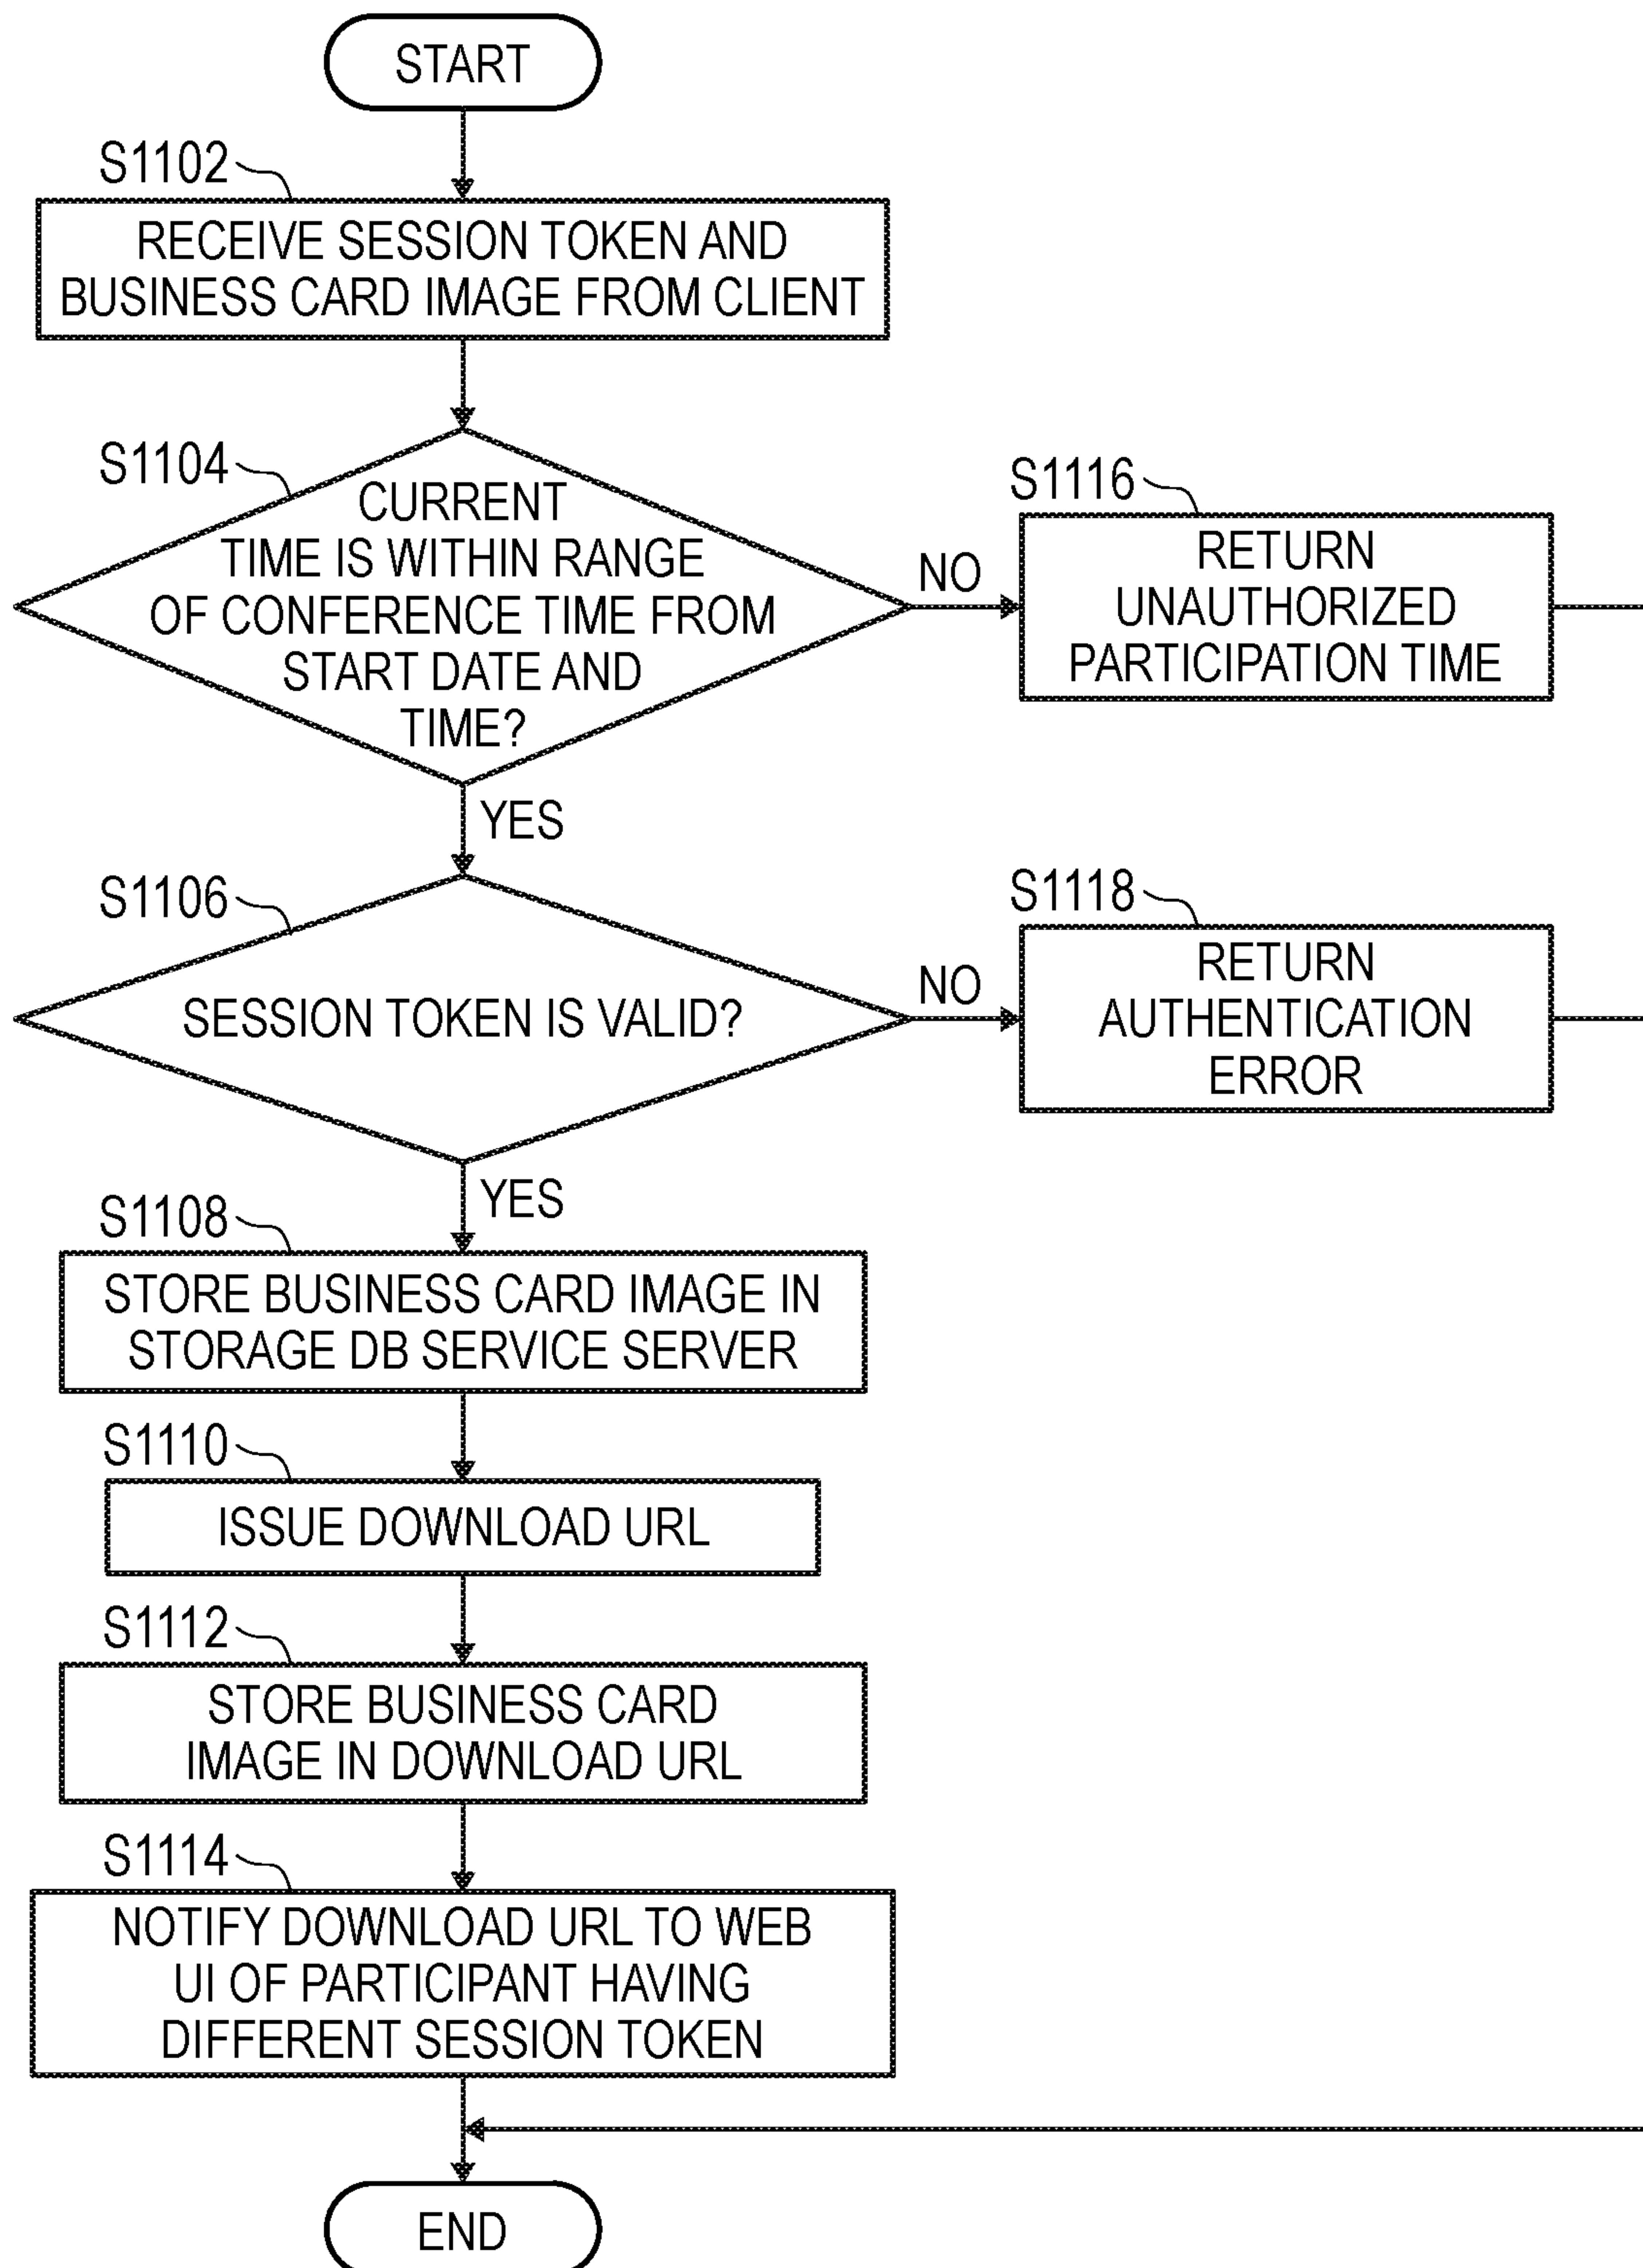 START
S1102
RECEIVE SESSION TOKEN AND
BUSINESS CARD IMAGE FROM CLIENT
S1104
CURRENT
TIME IS WITHIN RANGE
OF CONFERENCE TIME FROM
START DATE AND
TIME?
NO
S1116
RETURN
UNAUTHORIZED
PARTICIPATION TIME
YES
S1106
SESSION TOKEN IS VALID?
NO
S1118
RETURN
AUTHENTICATION
ERROR
YES
S1108
STORE BUSINESS CARD IMAGE IN
STORAGE DB SERVICE SERVER
S1110
ISSUE DOWNLOAD URL
S1112
STORE BUSINESS CARD
IMAGE IN DOWNLOAD URL
S1114
NOTIFY DOWNLOAD URL TO WEB
UI OF PARTICIPANT HAVING
DIFFERENT SESSION TOKEN
END